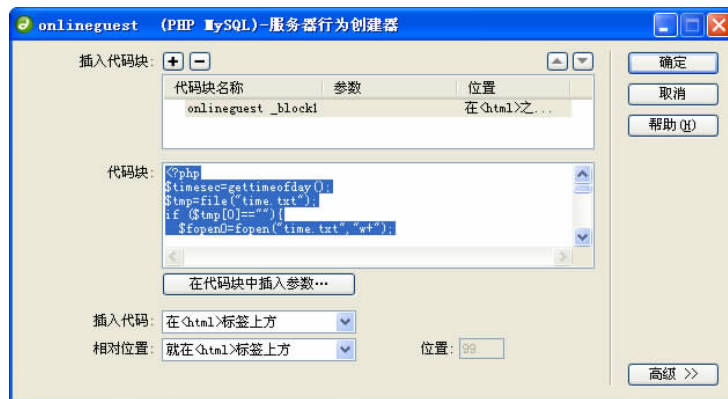 onlineguest (PHP MySQL)-服务器行为创建器
插入代码块:
确定
代码块名称 参数 位置
取消
onlineguest _block1 在<html>之...
帮助(H)
代码块:
<?php
$timesec=gettimeofday();
$tmp=file("time.txt");
if ($tmp[0]==""){
$fopen0=fopen("time.txt","w+");
在代码块中插入参数…
插入代码: 在<html>标签上方
相对位置: 就在<html>标签上方 位置: 99
高级 >>